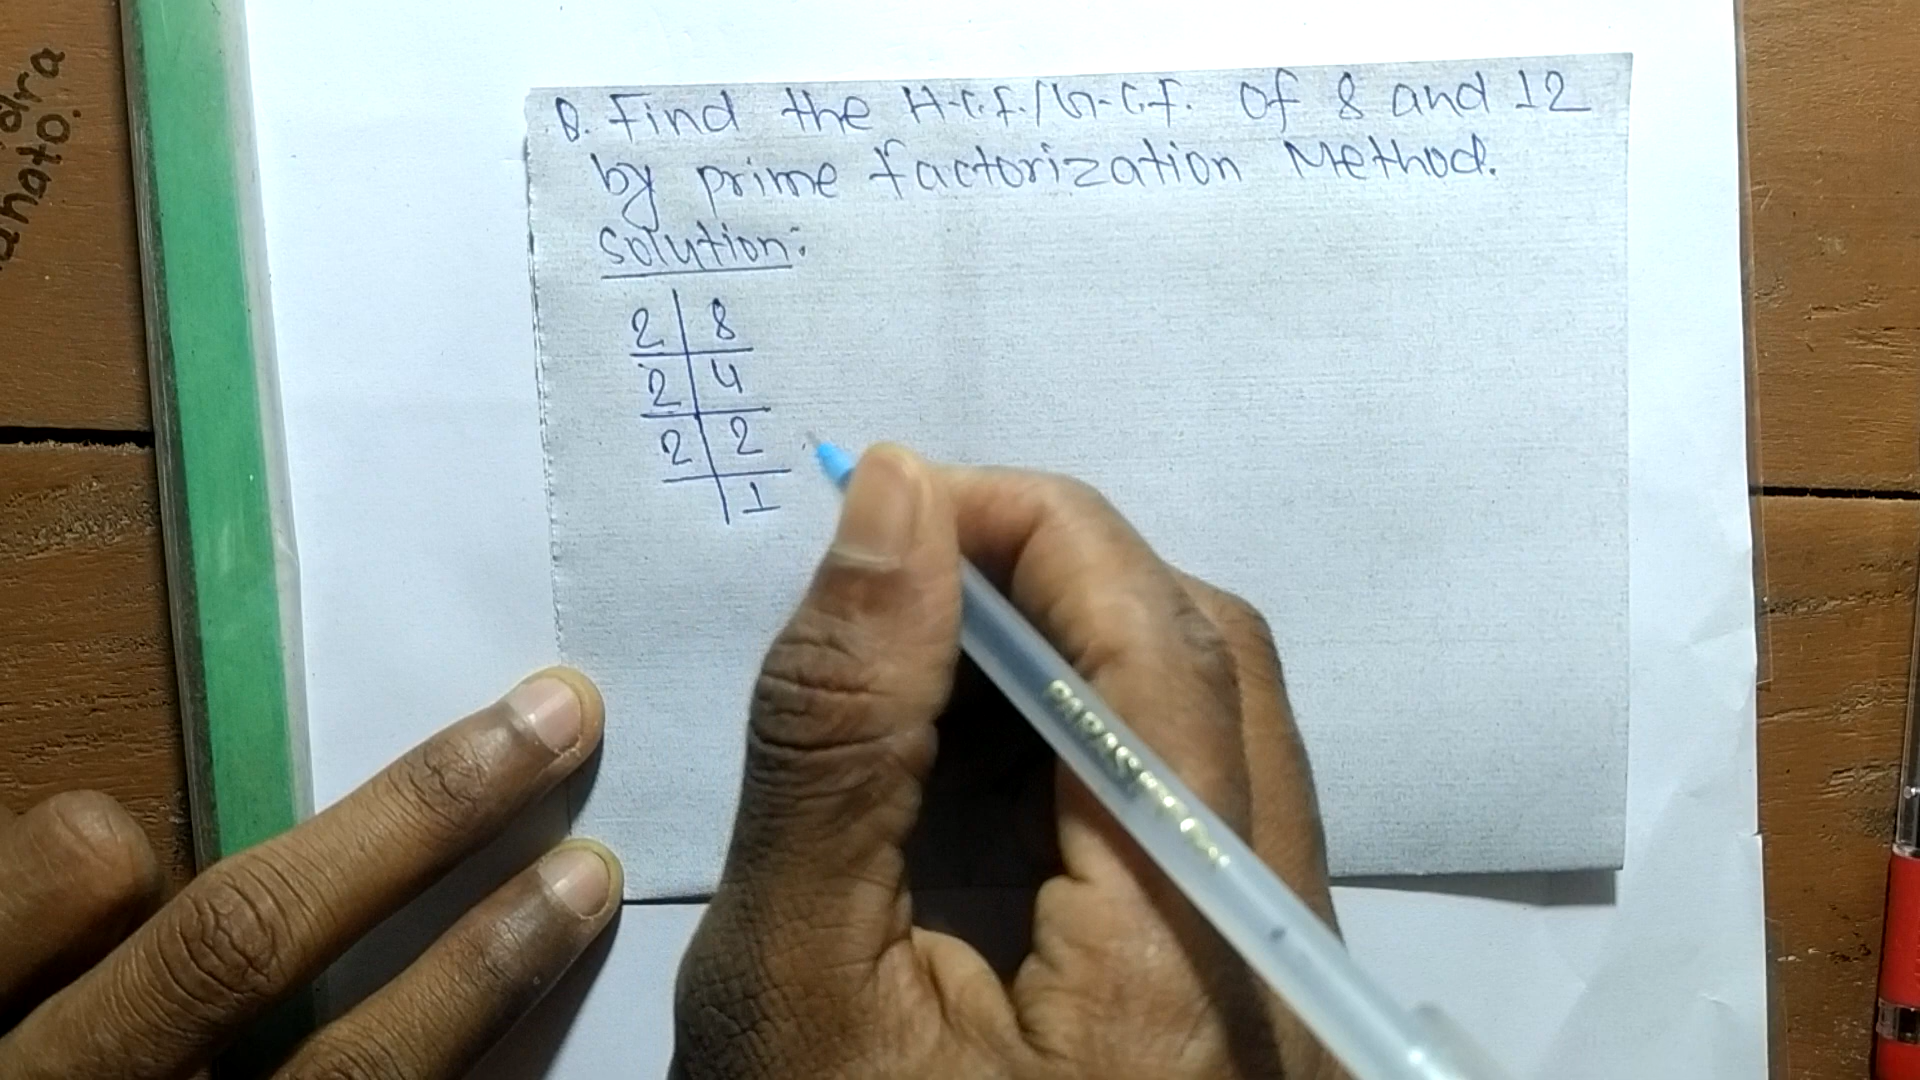 Q. Find the H.C.F./G.C.F. of 8 and 12
by prime factorization Method.
Solution:
2 | 8
2 | 4
2 | 2
| 1